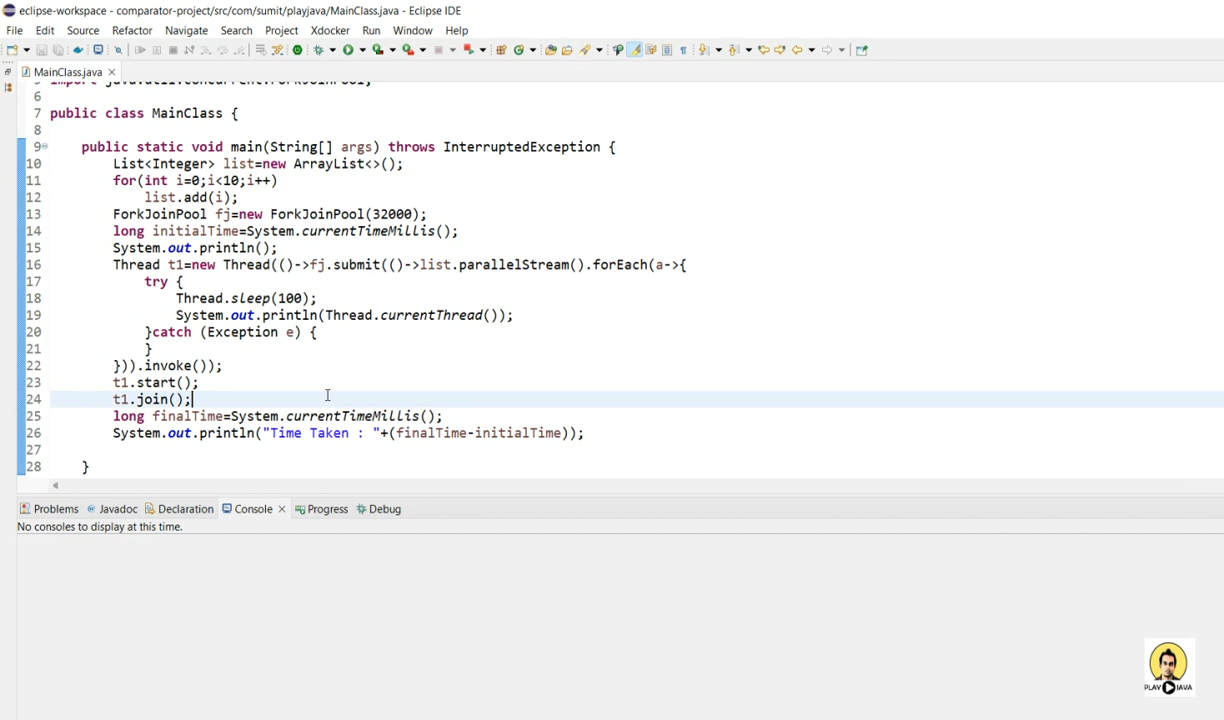 eclipse-workspace - comparator-project/src/com/sumit/playjava/MainClass.java - Eclipse IDE
File Edit Source Refactor Navigate Search Project Xdocker Run Window Help
MainClass.java
5 import java.util.concurrent.ForkJoinPool;
6
7 public class MainClass {
8
9 public static void main(String[] args) throws InterruptedException {
10 List<Integer> list=new ArrayList<>();
11 for(int i=0;i<10;i++)
12 list.add(i);
13 ForkJoinPool fj=new ForkJoinPool(32000);
14 long initialTime=System.currentTimeMillis();
15 System.out.println();
16 Thread t1=new Thread(()->fj.submit(()->list.parallelStream().forEach(a->{
17 try {
18 Thread.sleep(100);
19 System.out.println(Thread.currentThread());
20 }catch (Exception e) {
21 }
22 })).invoke());
23 t1.start();
24 t1.join();
25 long finalTime=System.currentTimeMillis();
26 System.out.println("Time Taken : "+(finalTime-initialTime));
27
28 }
Problems Javadoc Declaration Console Progress Debug
No consoles to display at this time.
PLAY JAVA